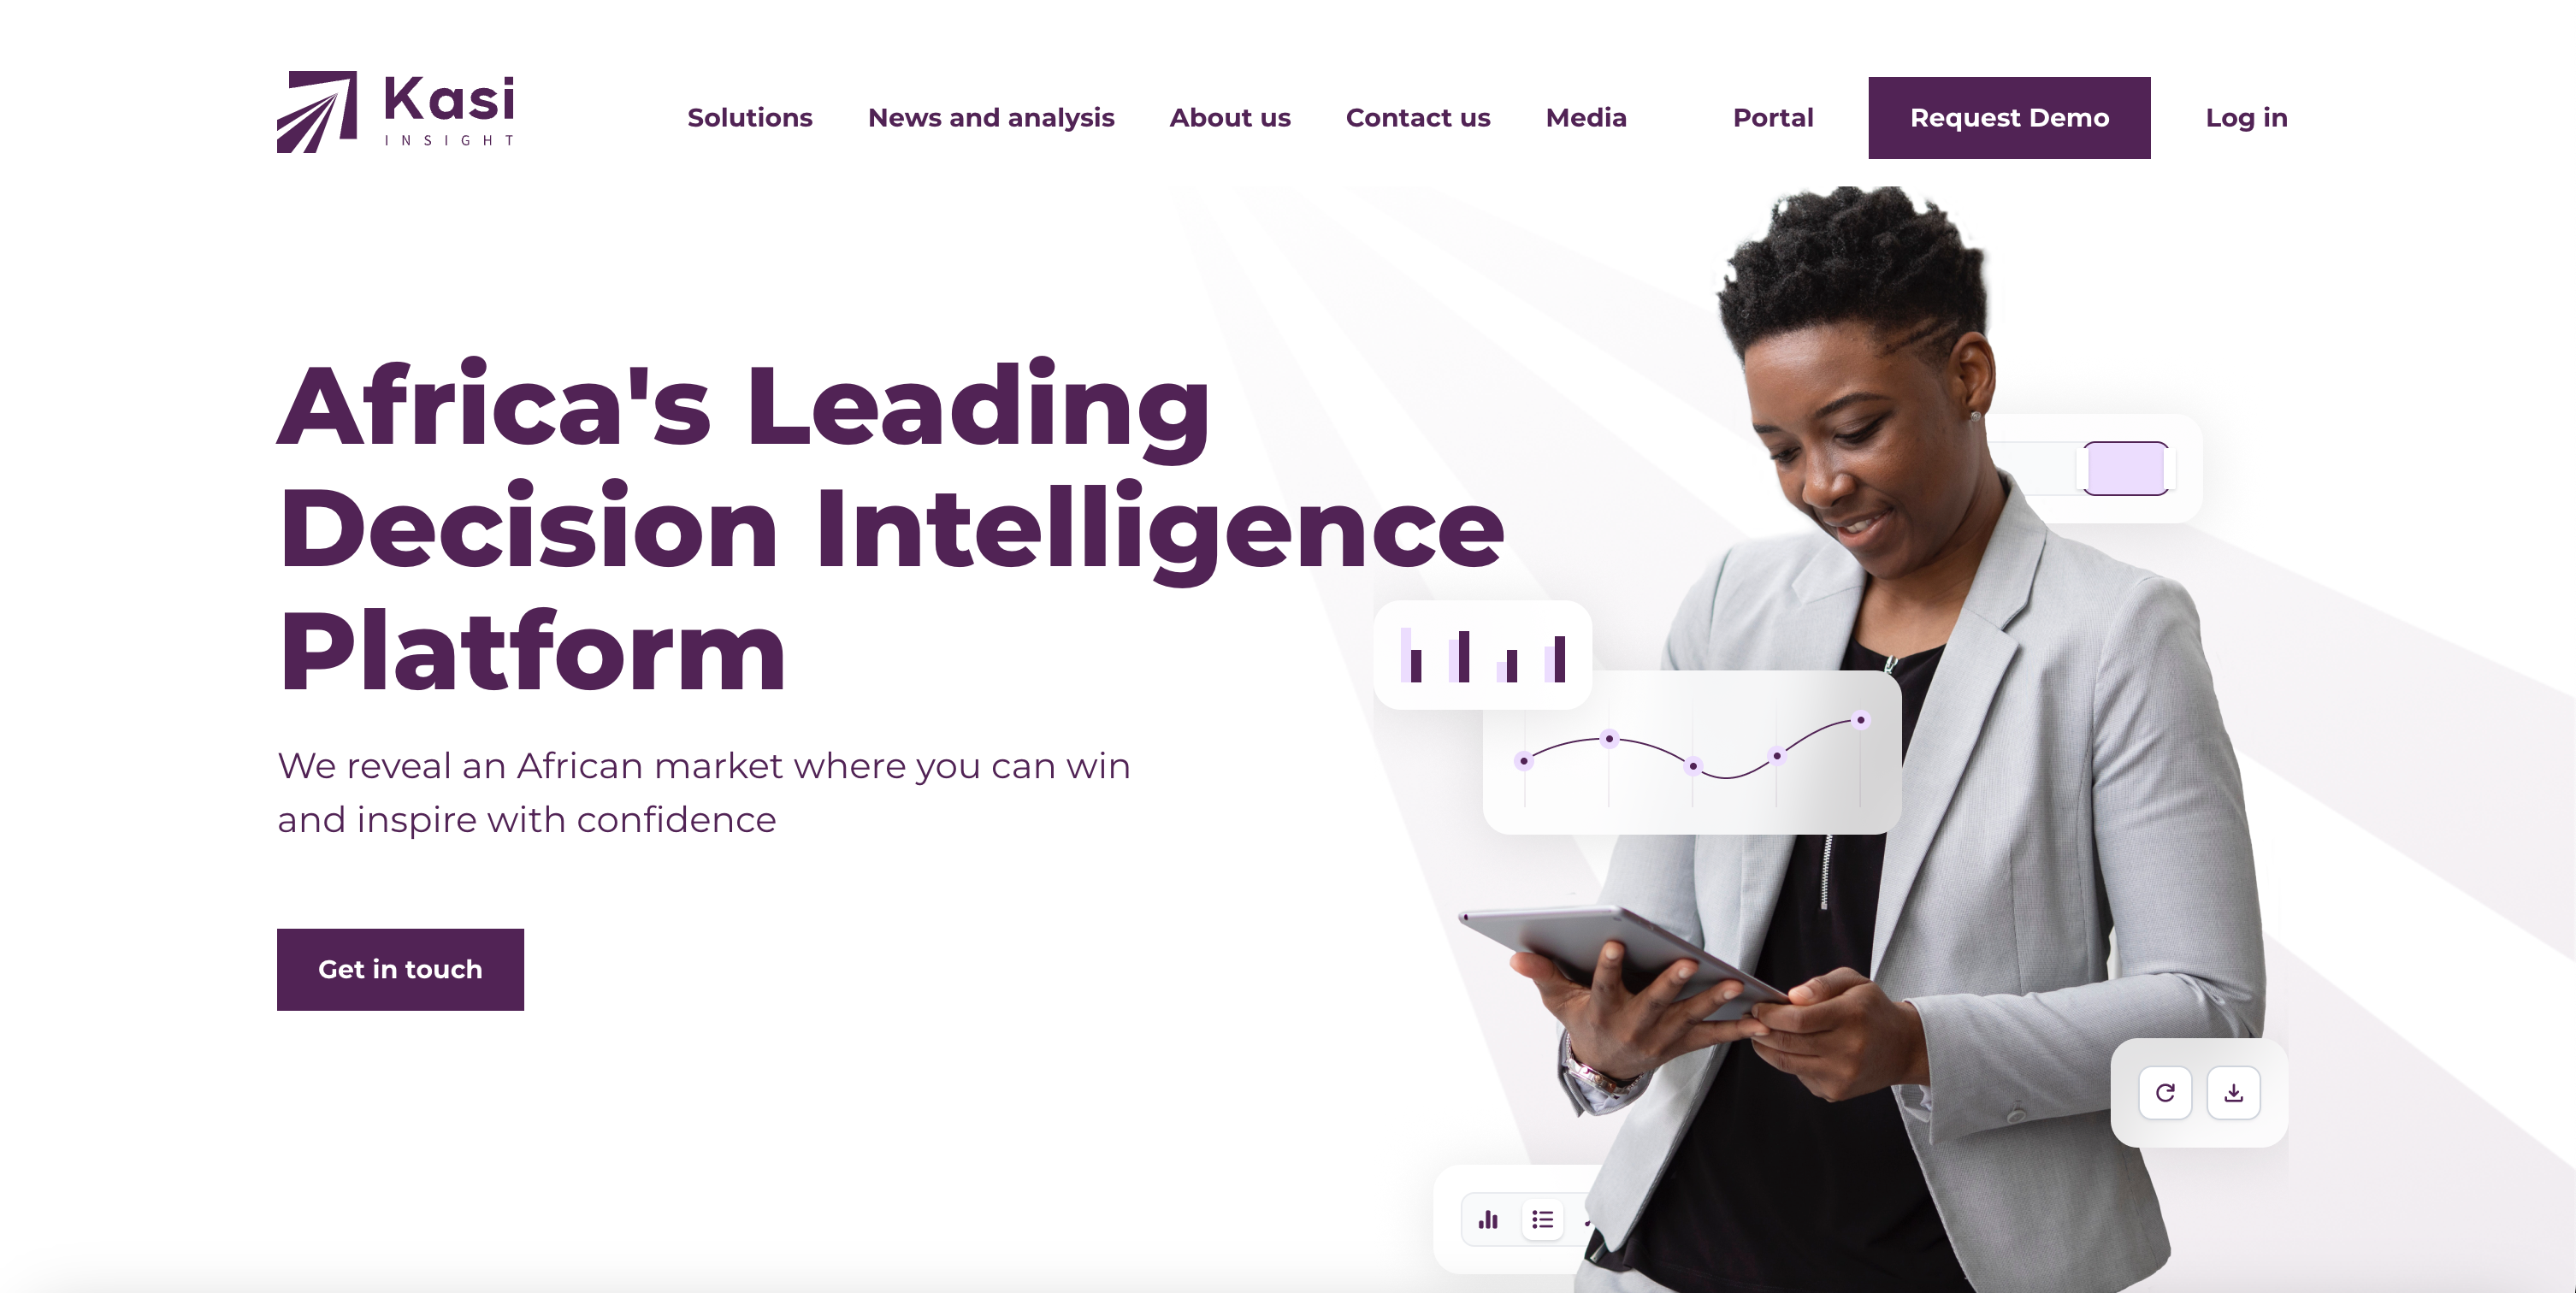 Kasi
INSIGHT
Solutions
News and analysis
About us
Contact us
Media
Portal
Request Demo
Log in
Africa's Leading
Decision Intelligence
Platform
We reveal an African market where you can win
and inspire with confidence
Get in touch